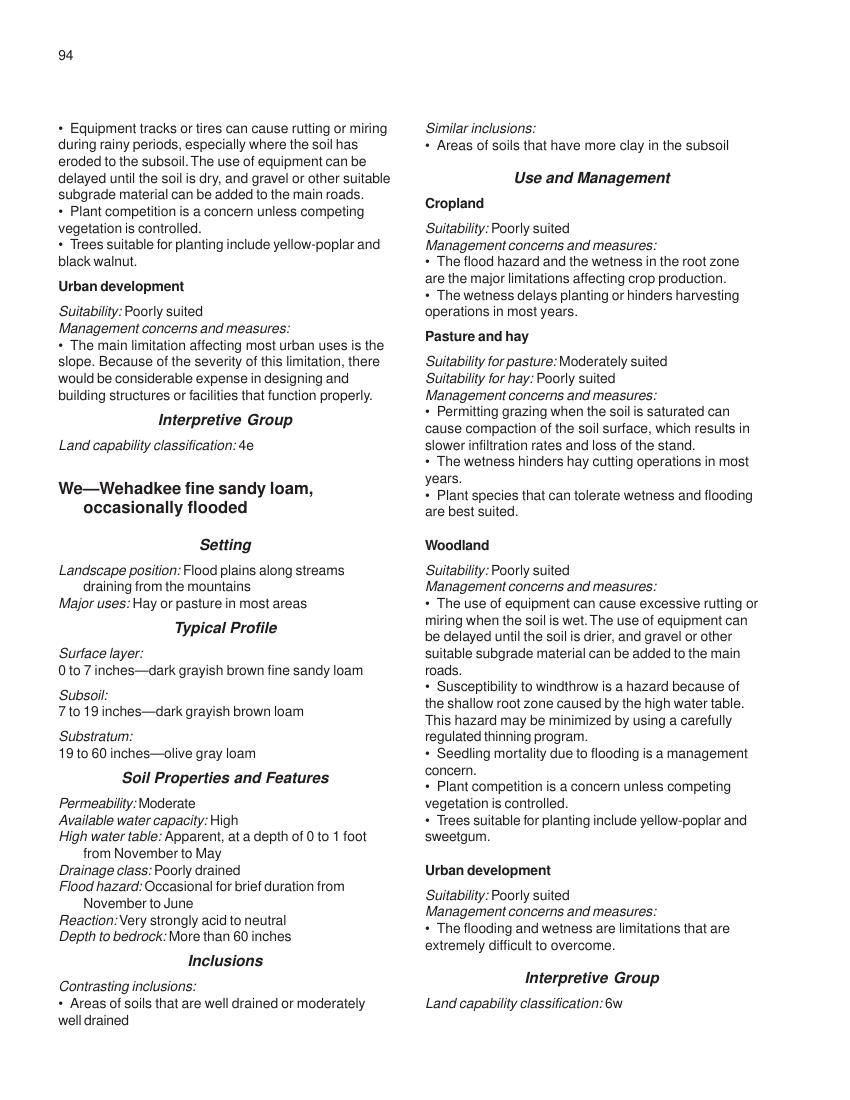 94
• Equipment tracks or tires can cause rutting or miring
during rainy periods, especially where the soil has
eroded to the subsoil. The use of equipment can be
delayed until the soil is dry, and gravel or other suitable
subgrade material can be added to the main roads.
• Plant competition is a concern unless competing
vegetation is controlled.
• Trees suitable for planting include yellow-poplar and
black walnut.
Urban development
Suitability: Poorly suited
Management concerns and measures:
• The main limitation affecting most urban uses is the
slope. Because of the severity of this limitation, there
would be considerable expense in designing and
building structures or facilities that function properly.
Interpretive Group
Land capability classification: 4e
We—Wehadkee fine sandy loam,
occasionally flooded
Setting
Landscape position: Flood plains along streams
draining from the mountains
Major uses: Hay or pasture in most areas
Typical Profile
Surface layer:
0 to 7 inches—dark grayish brown fine sandy loam
Subsoil:
7 to 19 inches—dark grayish brown loam
Substratum:
19 to 60 inches—olive gray loam
Soil Properties and Features
Permeability: Moderate
Available water capacity: High
High water table: Apparent, at a depth of 0 to 1 foot
from November to May
Drainage class: Poorly drained
Flood hazard: Occasional for brief duration from
November to June
Reaction: Very strongly acid to neutral
Depth to bedrock: More than 60 inches
Inclusions
Contrasting inclusions:
• Areas of soils that are well drained or moderately
well drained
Similar inclusions:
• Areas of soils that have more clay in the subsoil
Use and Management
Cropland
Suitability: Poorly suited
Management concerns and measures:
• The flood hazard and the wetness in the root zone
are the major limitations affecting crop production.
• The wetness delays planting or hinders harvesting
operations in most years.
Pasture and hay
Suitability for pasture: Moderately suited
Suitability for hay: Poorly suited
Management concerns and measures:
• Permitting grazing when the soil is saturated can
cause compaction of the soil surface, which results in
slower infiltration rates and loss of the stand.
• The wetness hinders hay cutting operations in most
years.
• Plant species that can tolerate wetness and flooding
are best suited.
Woodland
Suitability: Poorly suited
Management concerns and measures:
• The use of equipment can cause excessive rutting or
miring when the soil is wet. The use of equipment can
be delayed until the soil is drier, and gravel or other
suitable subgrade material can be added to the main
roads.
• Susceptibility to windthrow is a hazard because of
the shallow root zone caused by the high water table.
This hazard may be minimized by using a carefully
regulated thinning program.
• Seedling mortality due to flooding is a management
concern.
• Plant competition is a concern unless competing
vegetation is controlled.
• Trees suitable for planting include yellow-poplar and
sweetgum.
Urban development
Suitability: Poorly suited
Management concerns and measures:
• The flooding and wetness are limitations that are
extremely difficult to overcome.
Interpretive Group
Land capability classification: 6w